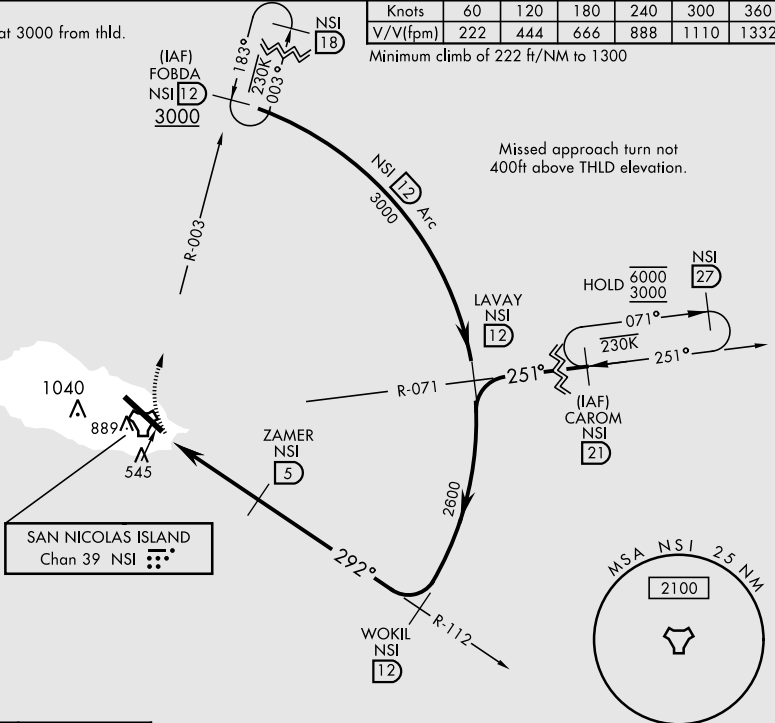 at 3000 from thld.
Knots 60 120 180 240 300 360
V/V(fpm) 222 444 666 888 1110 1332
Minimum climb of 222 ft/NM to 1300
NSI
18
(IAF)
FOBDA
NSI 12
3000
183°
230K
003°
Missed approach turn not
400ft above THLD elevation.
NSI 12 Arc
3000
R-003
NSI
27
HOLD 6000
3000
071°
230K
251°
LAVAY
NSI
12
R-071
251°
(IAF)
CAROM
NSI
21
1040
889
545
ZAMER
NSI
5
2600
SAN NICOLAS ISLAND
Chan 39 NSI
292°
R-112
WOKIL
NSI
12
MSA NSI 25 NM
2100